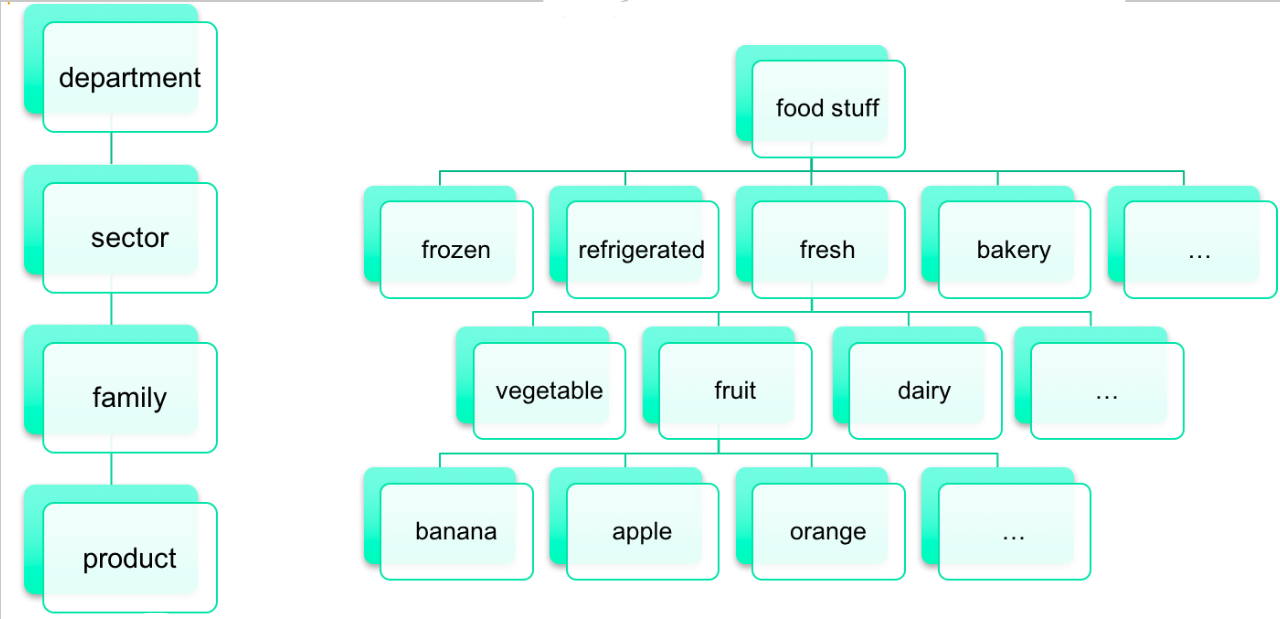 department
sector
family
product
food stuff
frozen
refrigerated
fresh
bakery
…
vegetable
fruit
dairy
…
banana
apple
orange
…